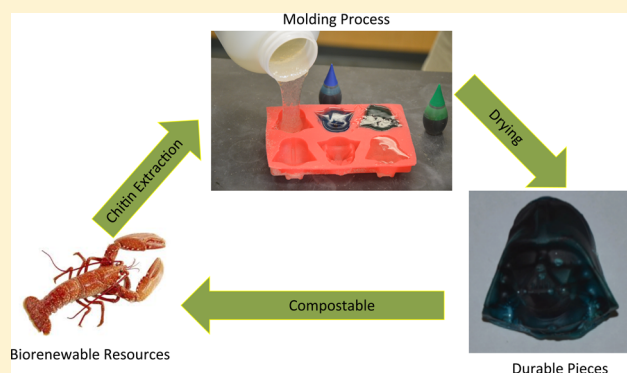 Molding Process
Chitin Extraction
Drying
Compostable
Biorenewable Resources
Durable Pieces